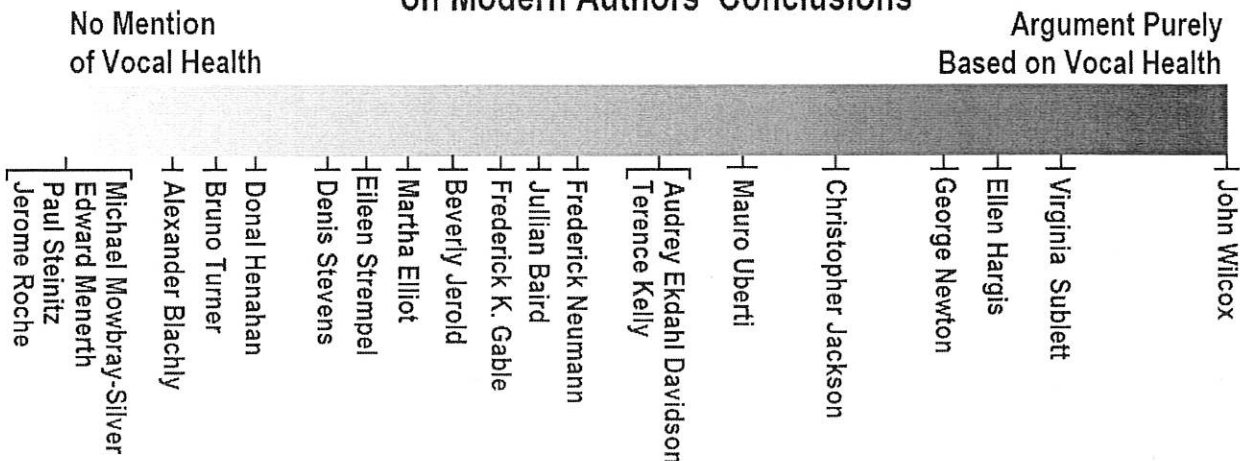 on Modern Authors' Conclusions
No Mention
of Vocal Health
Argument Purely
Based on Vocal Health
Jerome Roche
Paul Steinitz
Edward Menerth
Michael Mowbray-Silver
Alexander Blachly
Bruno Turner
Donal Henahan
Denis Stevens
Eileen Strempel
Martha Elliot
Beverly Jerold
Frederick K. Gable
Jullian Baird
Frederick Neumann
Terence Kelly
Audrey Ekdahl Davidson
Mauro Uberti
Christopher Jackson
George Newton
Ellen Hargis
Virginia Sublett
John Wilcox